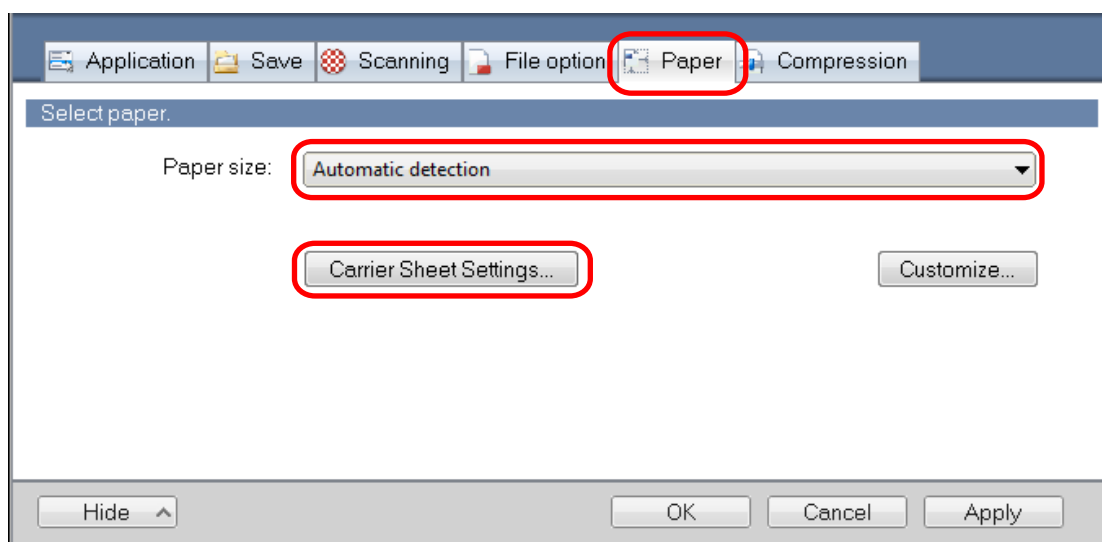 Application Save Scanning File option Paper Compression
Select paper.
Paper size: Automatic detection
Carrier Sheet Settings... Customize...
Hide OK Cancel Apply